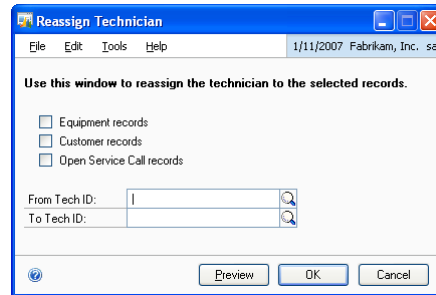 Reassign Technician
File Edit Tools Help 1/11/2007 Fabrikam, Inc. sa
Use this window to reassign the technician to the selected records.
Equipment records
Customer records
Open Service Call records
From Tech ID:
To Tech ID:
Preview OK Cancel